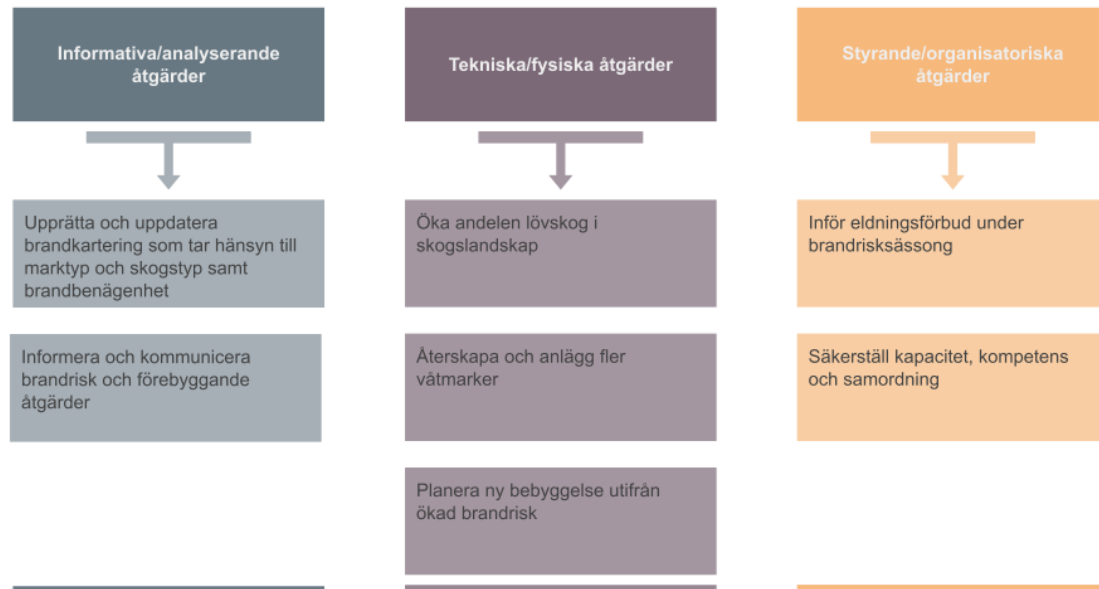 Informativa/analyserande
åtgärder
Upprätta och uppdatera
brandkartering som tar hänsyn till
marktyp och skogstyp samt
brandbenägenhet
Informera och kommunicera
brandrisk och förebyggande
åtgärder
Tekniska/fysiska åtgärder
Öka andelen lövskog i
skogslandskap
Återskapa och anlägg fler
våtmarker
Planera ny bebyggelse utifrån
ökad brandrisk
Styrande/organisatoriska
åtgärder
Inför eldningsförbud under
brandrisksässong
Säkerställ kapacitet, kompetens
och samordning